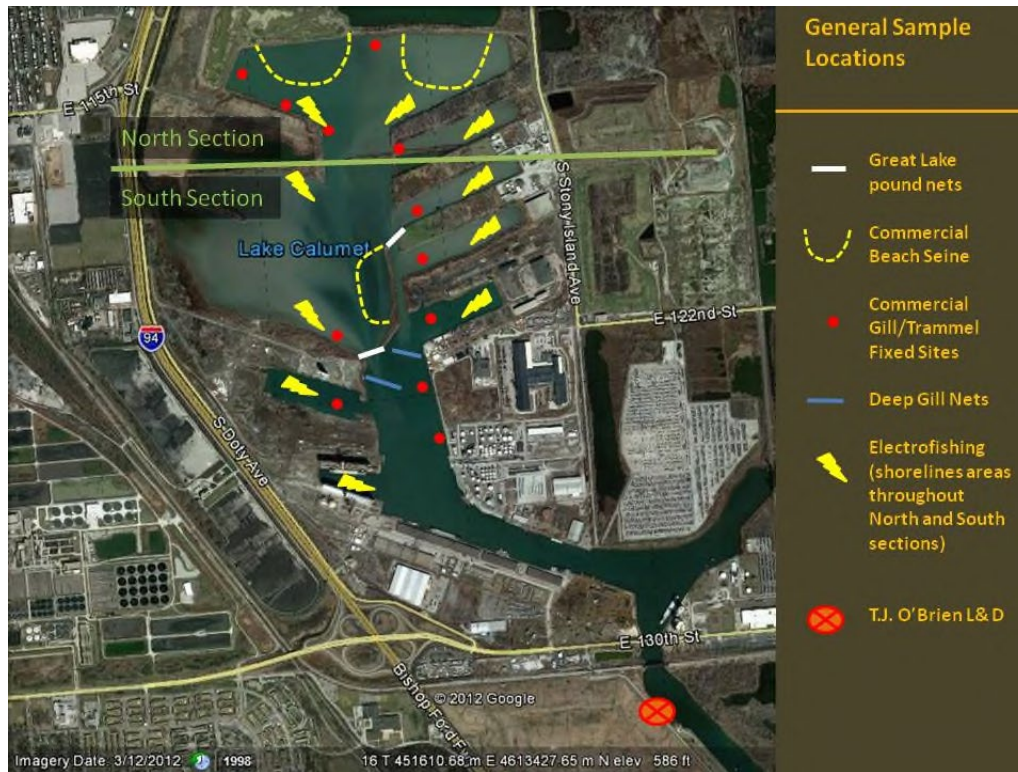 E 115th St
North Section
South Section
Lake Calumet
S Stony Island Ave
E 122nd St
94
S Doty Ave
E 130th St
Bishop Ford F
© 2012 Google
Imagery Date 3/12/2012
1998
16 T 451610.68 m E 4613427.65 m N elev 586 ft
General Sample
Locations
Great Lake
pound nets
Commercial
Beach Seine
Commercial
Gill/Trammel
Fixed Sites
Deep Gill Nets
Electrofishing
(shorelines areas
throughout
North and South
sections)
T.J. O'Brien L& D